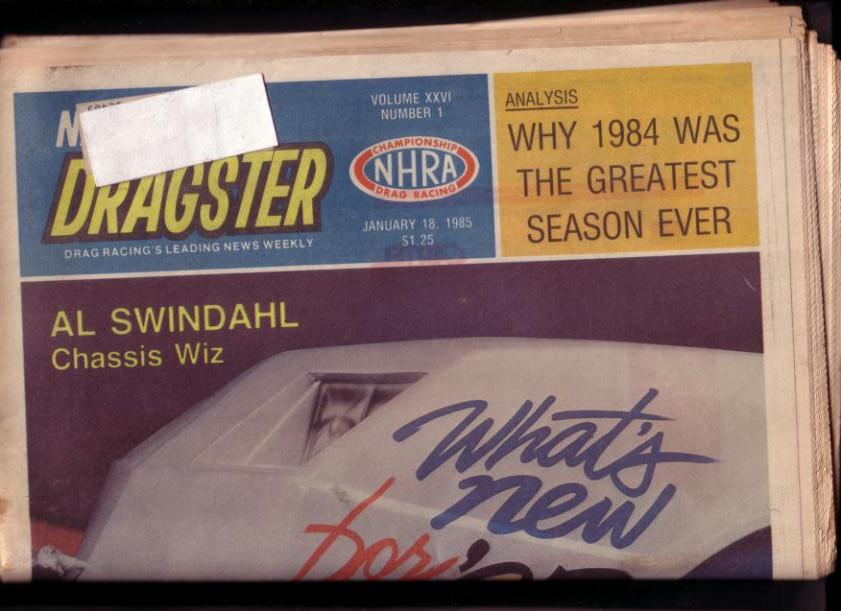 DRAGSTER
DRAG RACING'S LEADING NEWS WEEKLY
VOLUME XXVI
NUMBER 1
CHAMPIONSHIP
NHRA
DRAG RACING
JANUARY 18, 1985
$1.25
ANALYSIS
WHY 1984 WAS
THE GREATEST
SEASON EVER
AL SWINDAHL
Chassis Wiz
What's
new
for